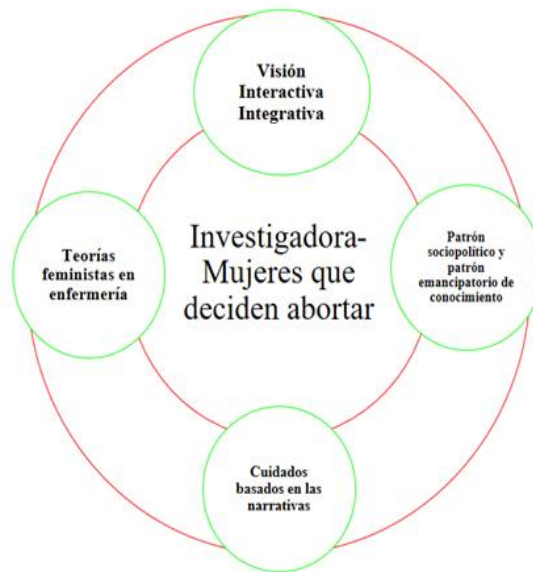 Visión
Interactiva
Integrativa
Teorías
feministas en
enfermería
Investigadora-
Mujeres que
deciden abortar
Patrón
sociopolítico y
patrón
emancipatorio de
conocimiento
Cuidados
basados en las
narrativas